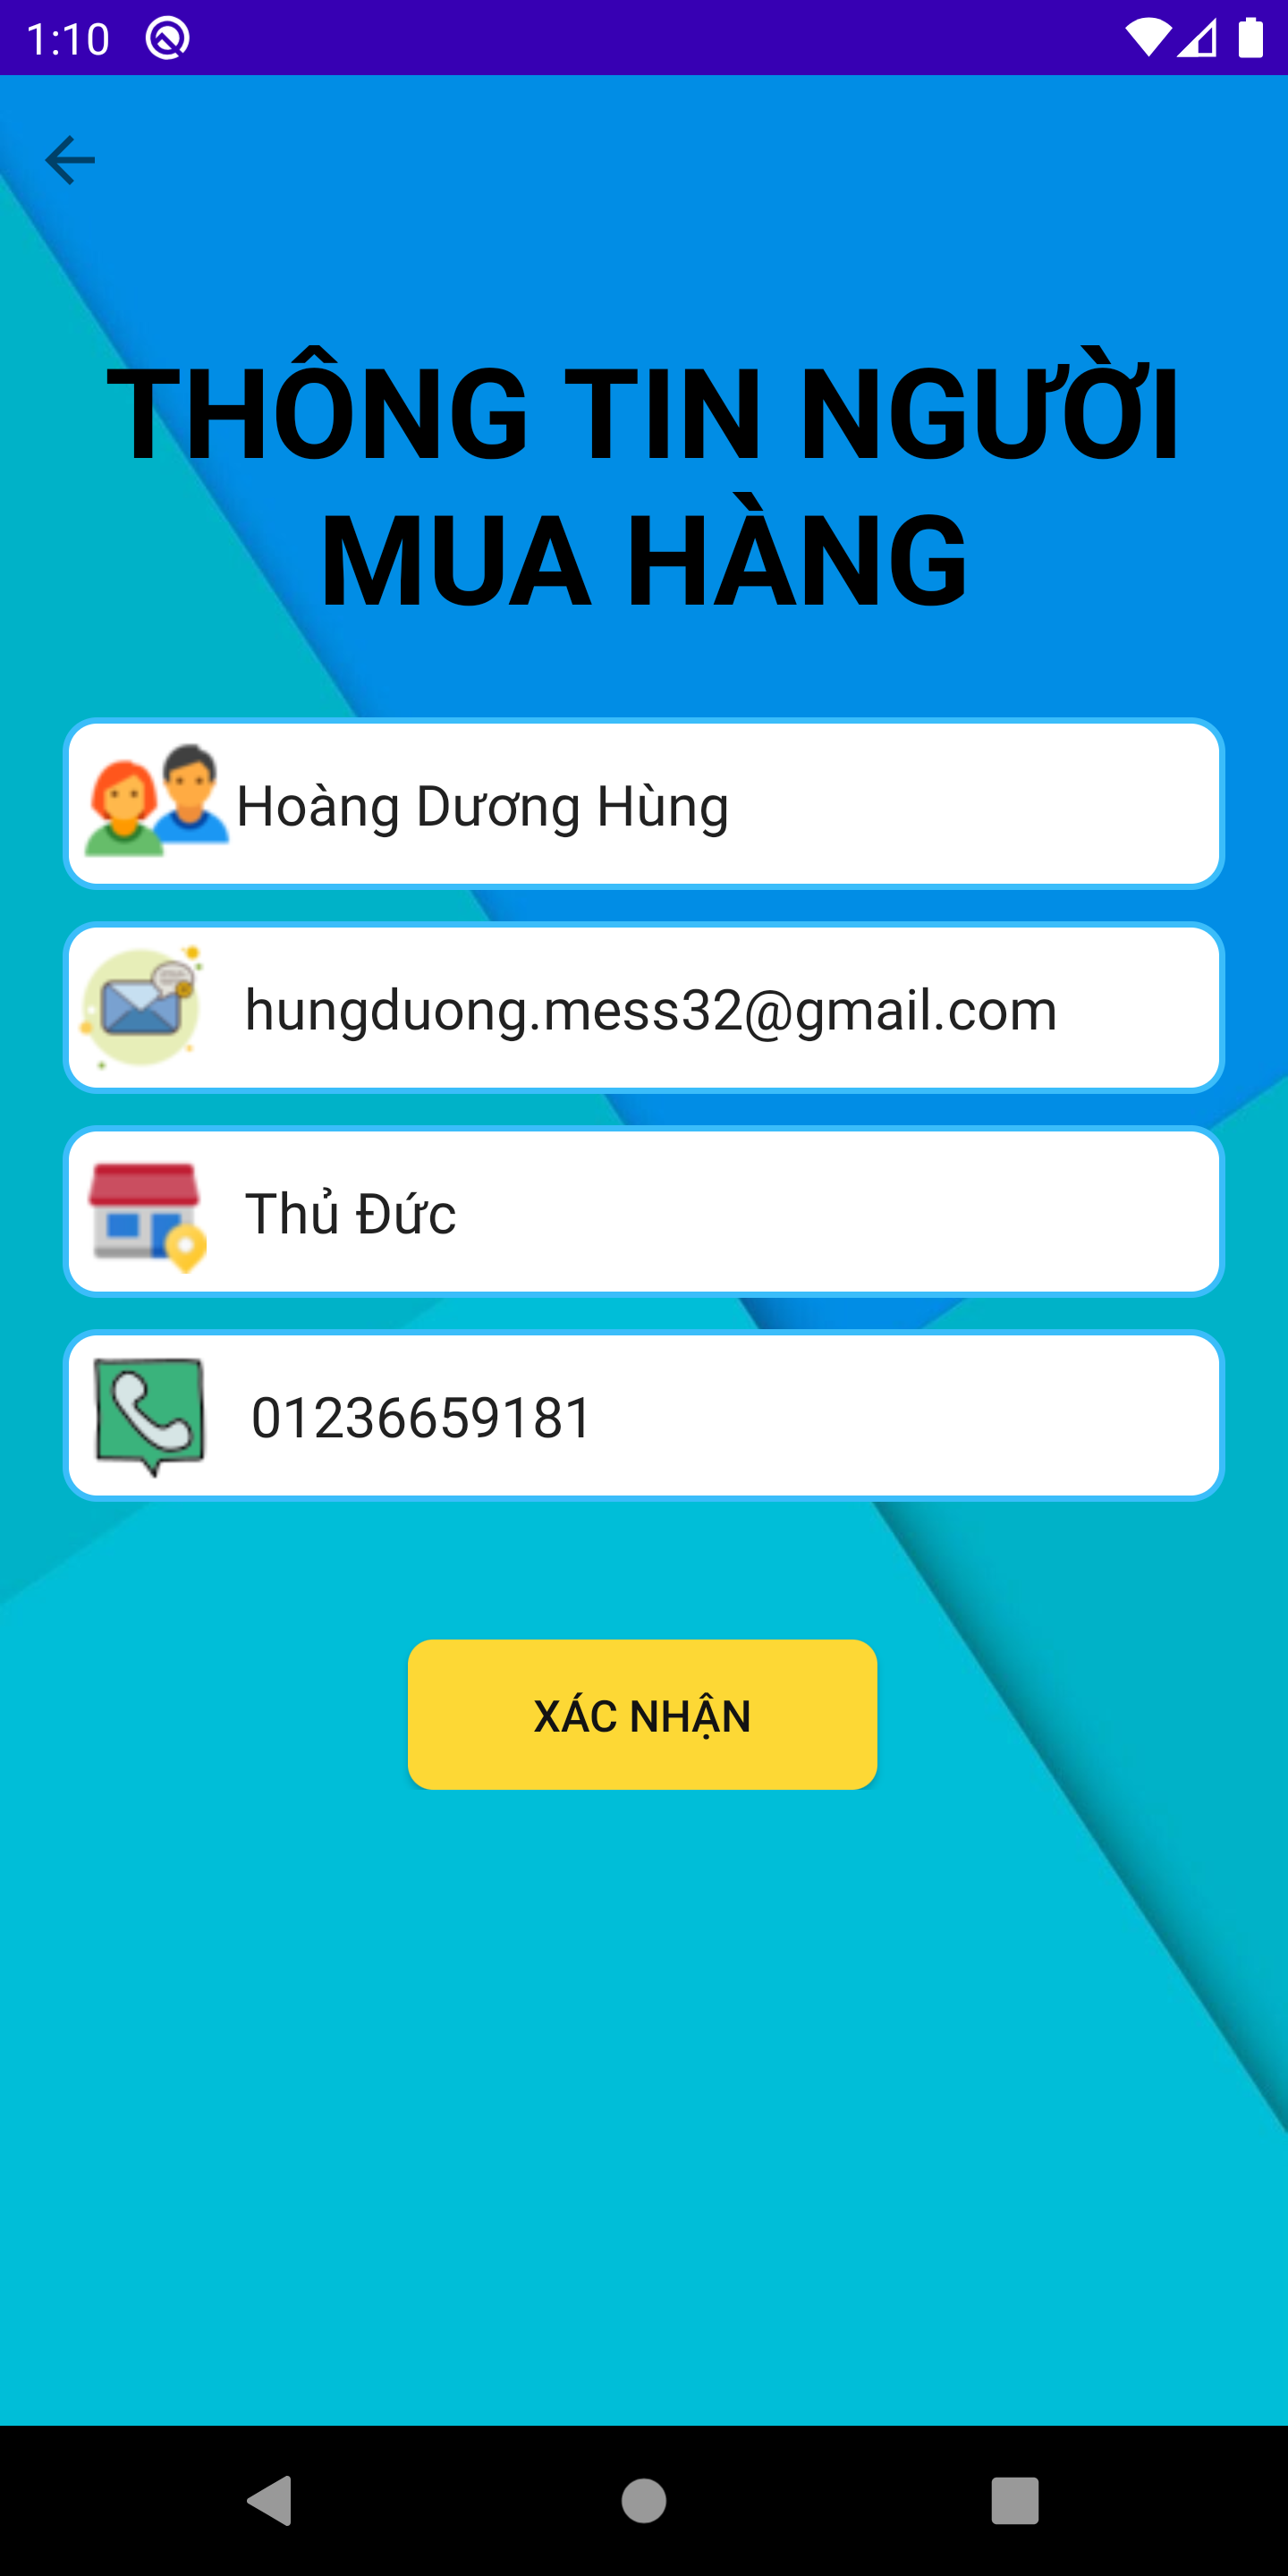 1:10
THÔNG TIN NGƯỜI
MUA HÀNG
Hoàng Dương Hùng
hungduong.mess32@gmail.com
Thủ Đức
01236659181
XÁC NHẬN